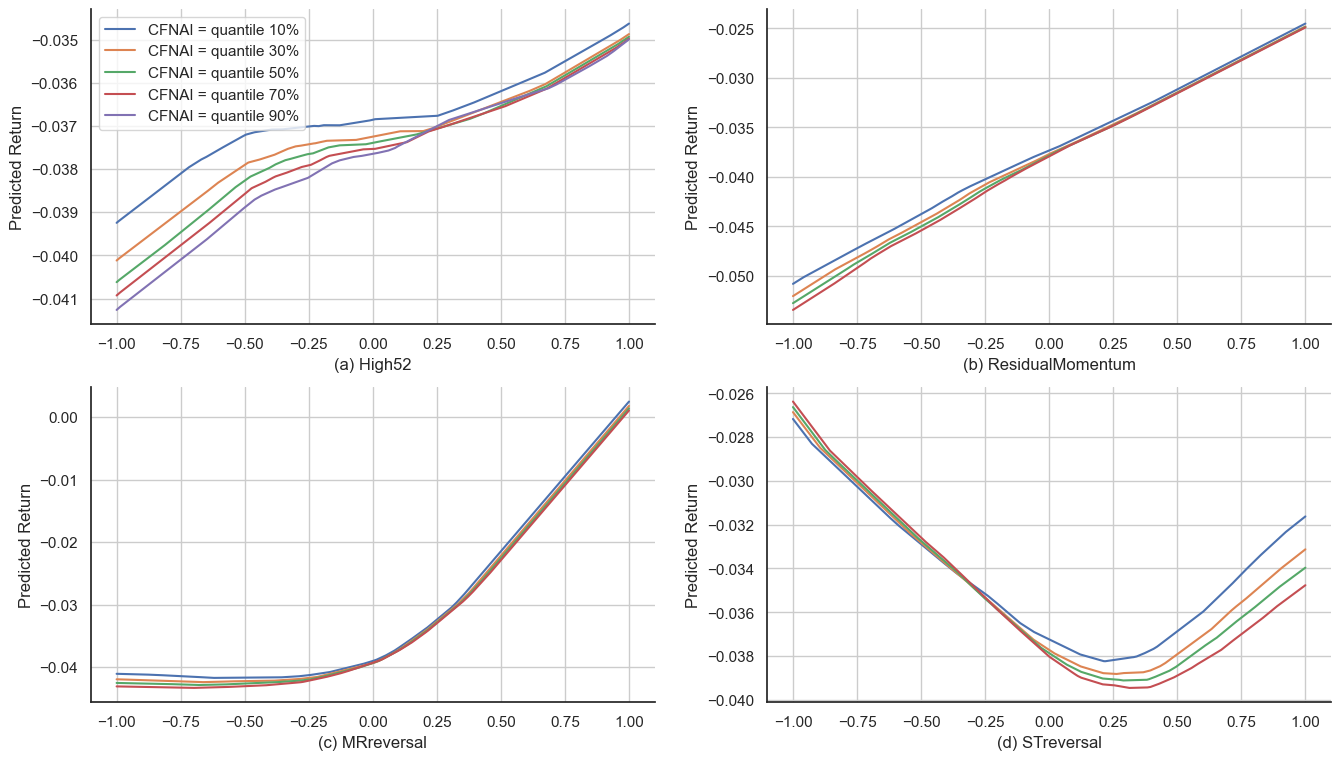 CFNAI = quantile 10%
CFNAI = quantile 30%
CFNAI = quantile 50%
CFNAI = quantile 70%
CFNAI = quantile 90%
Predicted Return
−0.035
−0.036
−0.037
−0.038
−0.039
−0.040
−0.041
−1.00 −0.75 −0.50 −0.25 0.00 0.25 0.50 0.75 1.00
(a) High52
Predicted Return
−0.025
−0.030
−0.035
−0.040
−0.045
−0.050
−1.00 −0.75 −0.50 −0.25 0.00 0.25 0.50 0.75 1.00
(b) ResidualMomentum
Predicted Return
0.00
−0.01
−0.02
−0.03
−0.04
−1.00 −0.75 −0.50 −0.25 0.00 0.25 0.50 0.75 1.00
(c) MRreversal
Predicted Return
−0.026
−0.028
−0.030
−0.032
−0.034
−0.036
−0.038
−0.040
−1.00 −0.75 −0.50 −0.25 0.00 0.25 0.50 0.75 1.00
(d) STreversal